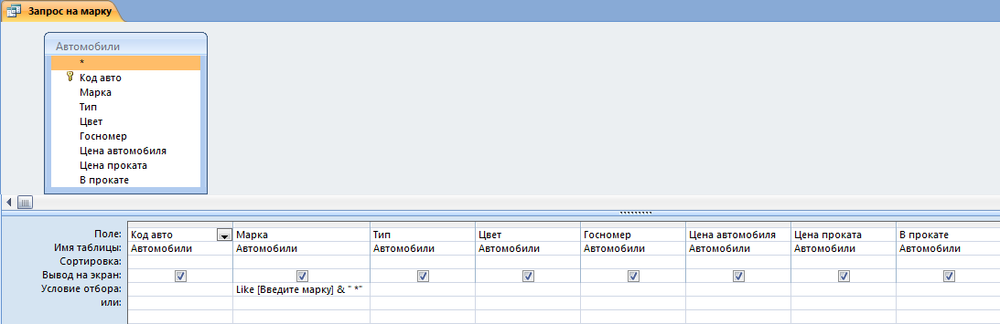 Запрос на марку
Автомобили
*
Код авто
Марка
Тип
Цвет
Госномер
Цена автомобиля
Цена проката
В прокате
Поле: Код авто Марка Тип Цвет Госномер Цена автомобиля Цена проката В прокате
Имя таблицы: Автомобили Автомобили Автомобили Автомобили Автомобили Автомобили Автомобили Автомобили
Сортировка:
Вывод на экран:
Условие отбора: Like [Введите марку] & " *"
или: